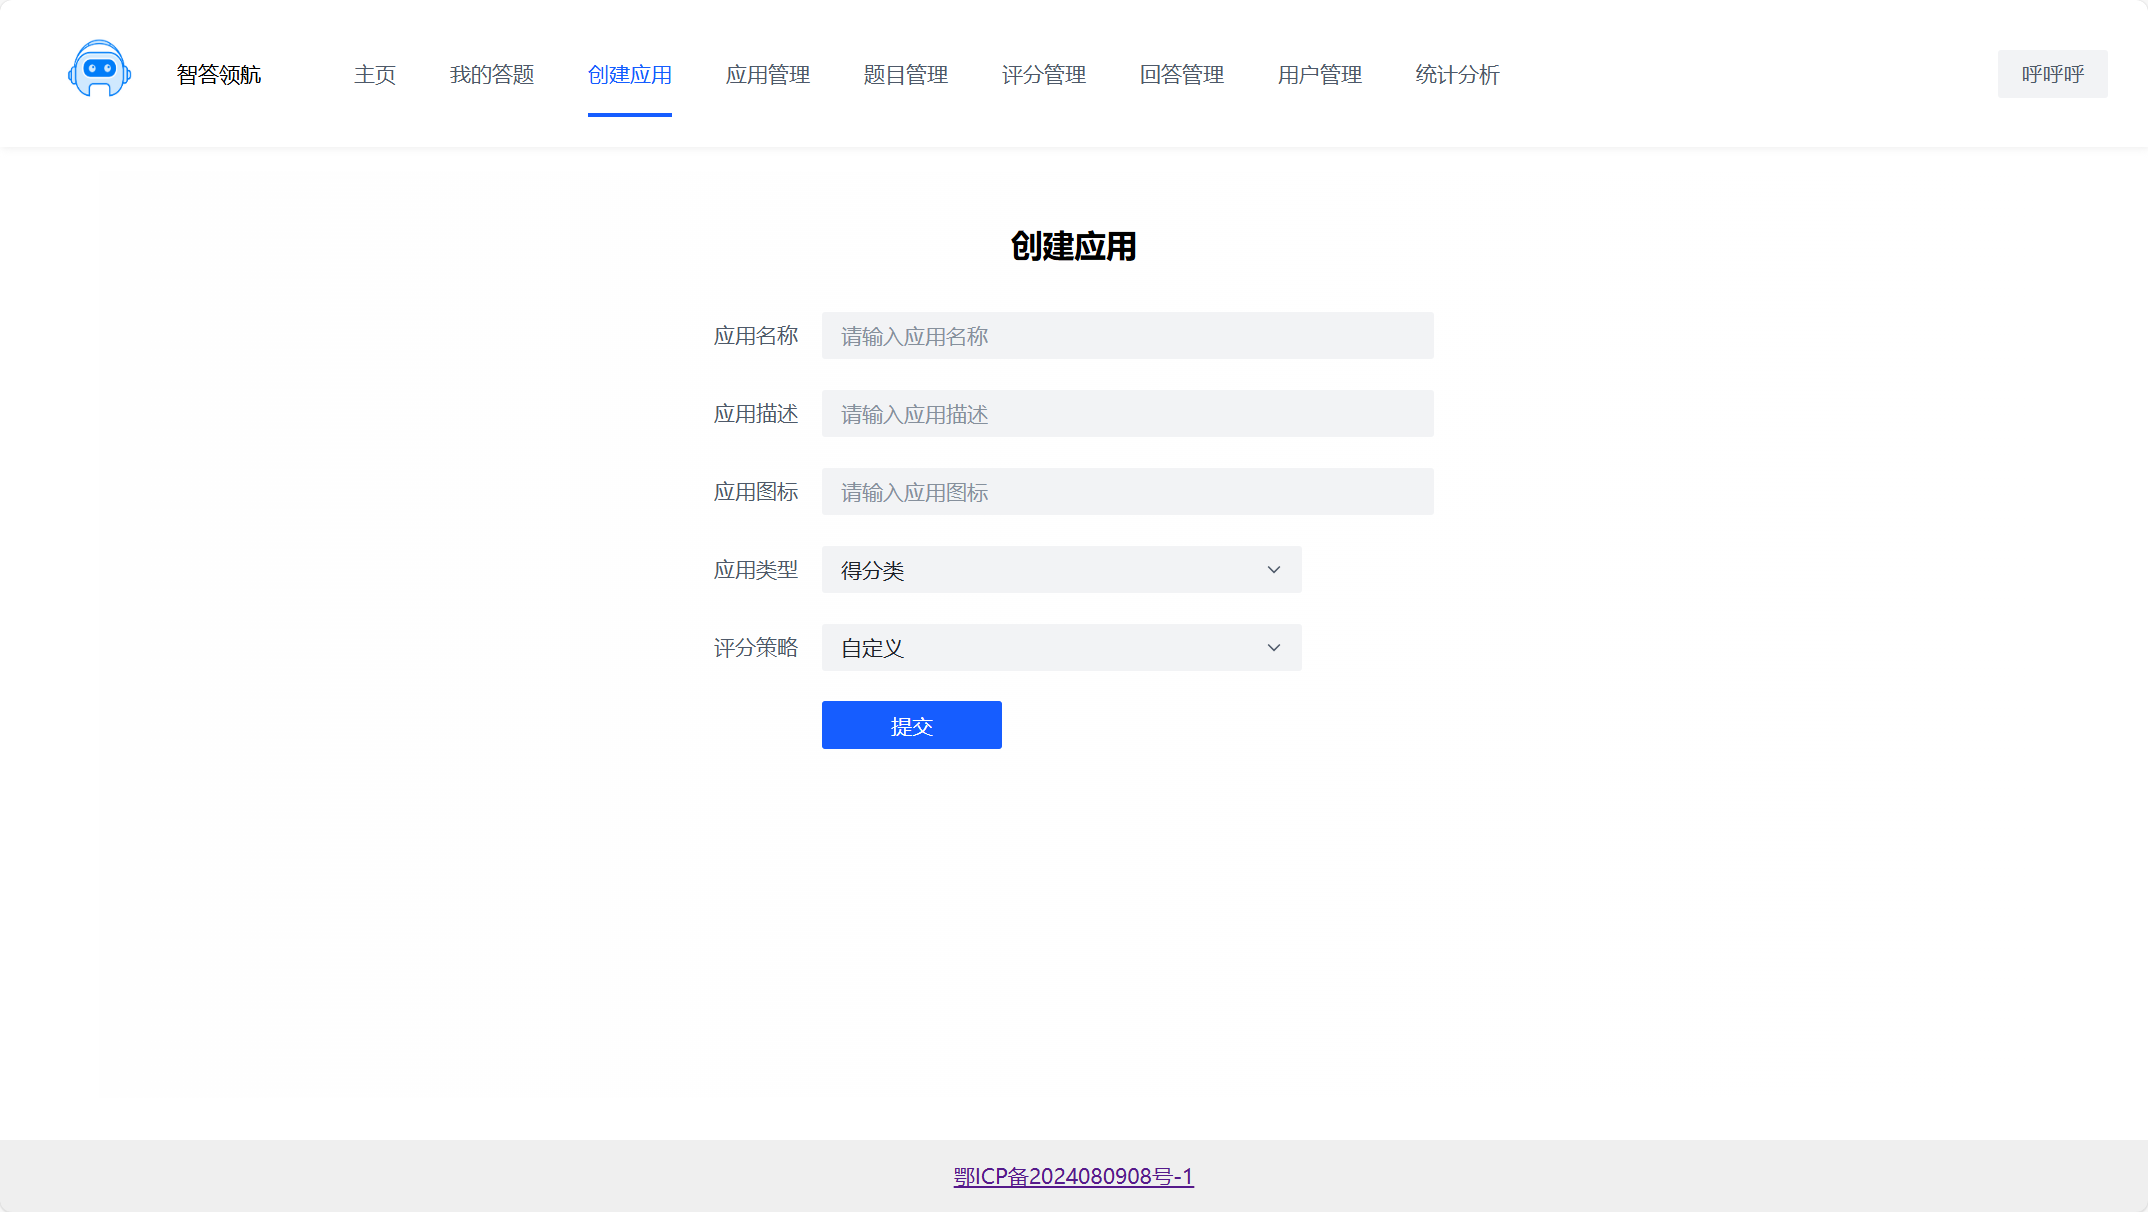 智答领航 主页 我的答题 创建应用 应用管理 题目管理 评分管理 回答管理 用户管理 统计分析 呼呼呼
创建应用
应用名称 请输入应用名称
应用描述 请输入应用描述
应用图标 请输入应用图标
应用类型 得分类
评分策略 自定义
提交
鄂ICP备2024080908号-1